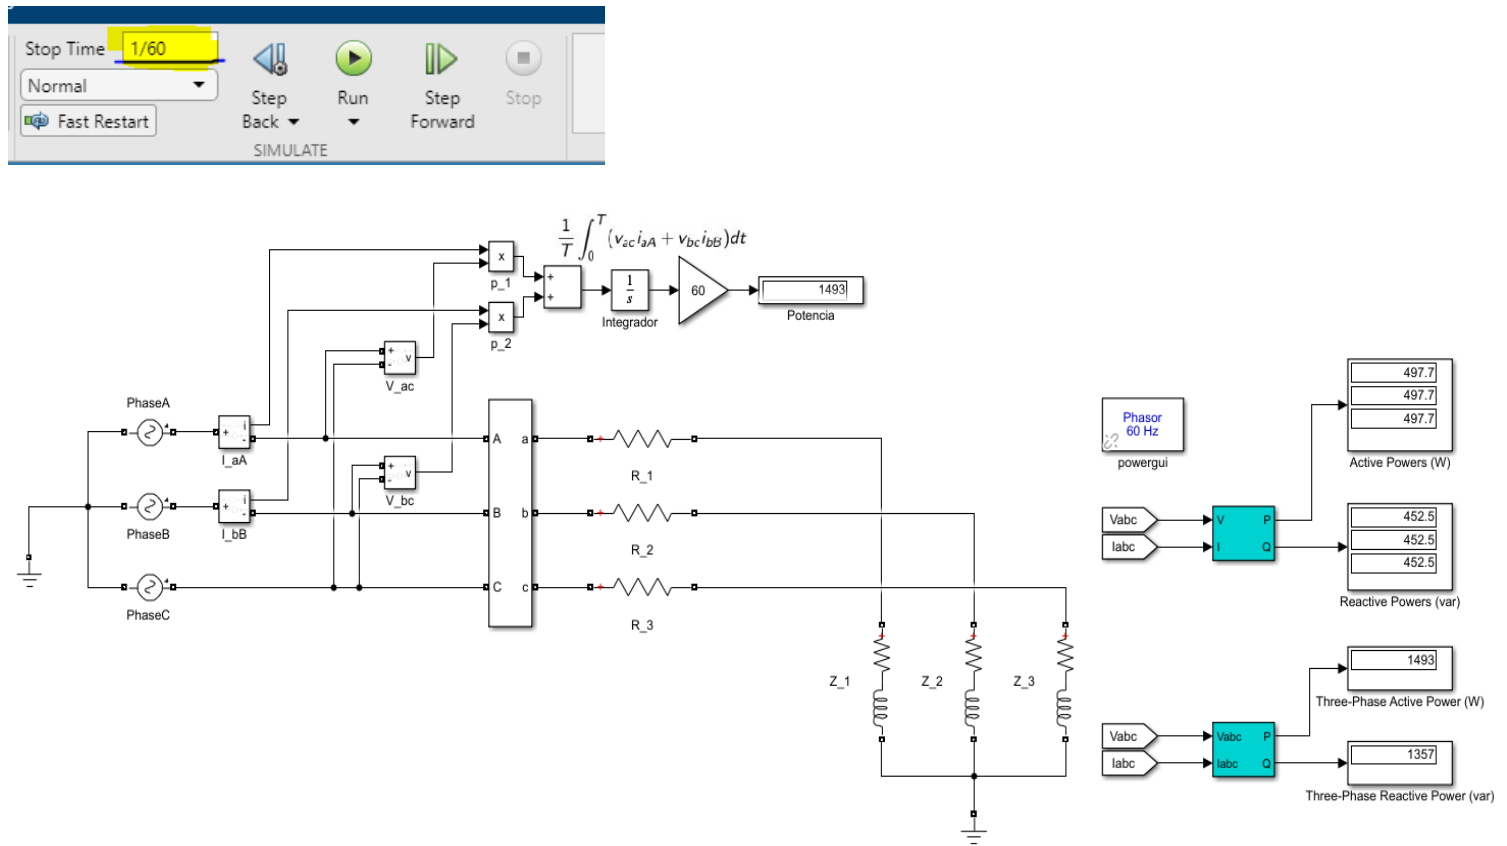 Stop Time 1/60
Normal
Fast Restart
Step Back
Run
Step Forward
Stop
SIMULATE
1/T ∫₀ᵀ (v_ac i_aA + v_bc i_bB)dt
x
p_1
x
p_2
+
+
1/s
Integrador
60
1493
Potencia
+
-
v
V_ac
+
-
v
V_bc
PhaseA
+
i
-
I_aA
PhaseB
+
i
-
I_bB
PhaseC
A a
B b
C c
R_1
R_2
R_3
Z_1
Z_2
Z_3
Phasor
60 Hz
powergui
497.7
497.7
497.7
Active Powers (W)
Vabc
Iabc
V P
I Q
452.5
452.5
452.5
Reactive Powers (var)
1493
Three-Phase Active Power (W)
Vabc
Iabc
Vabc P
Iabc Q
1357
Three-Phase Reactive Power (var)